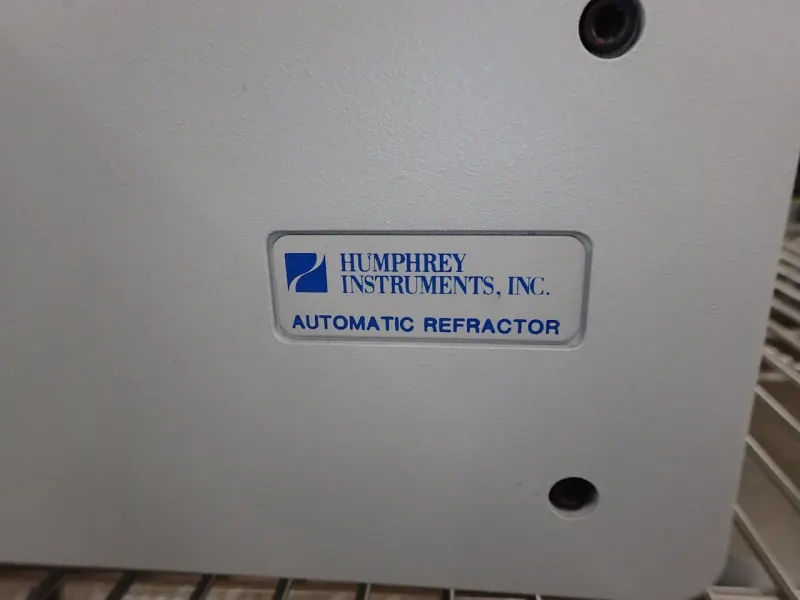 HUMPHREY
INSTRUMENTS, INC.
AUTOMATIC REFRACTOR